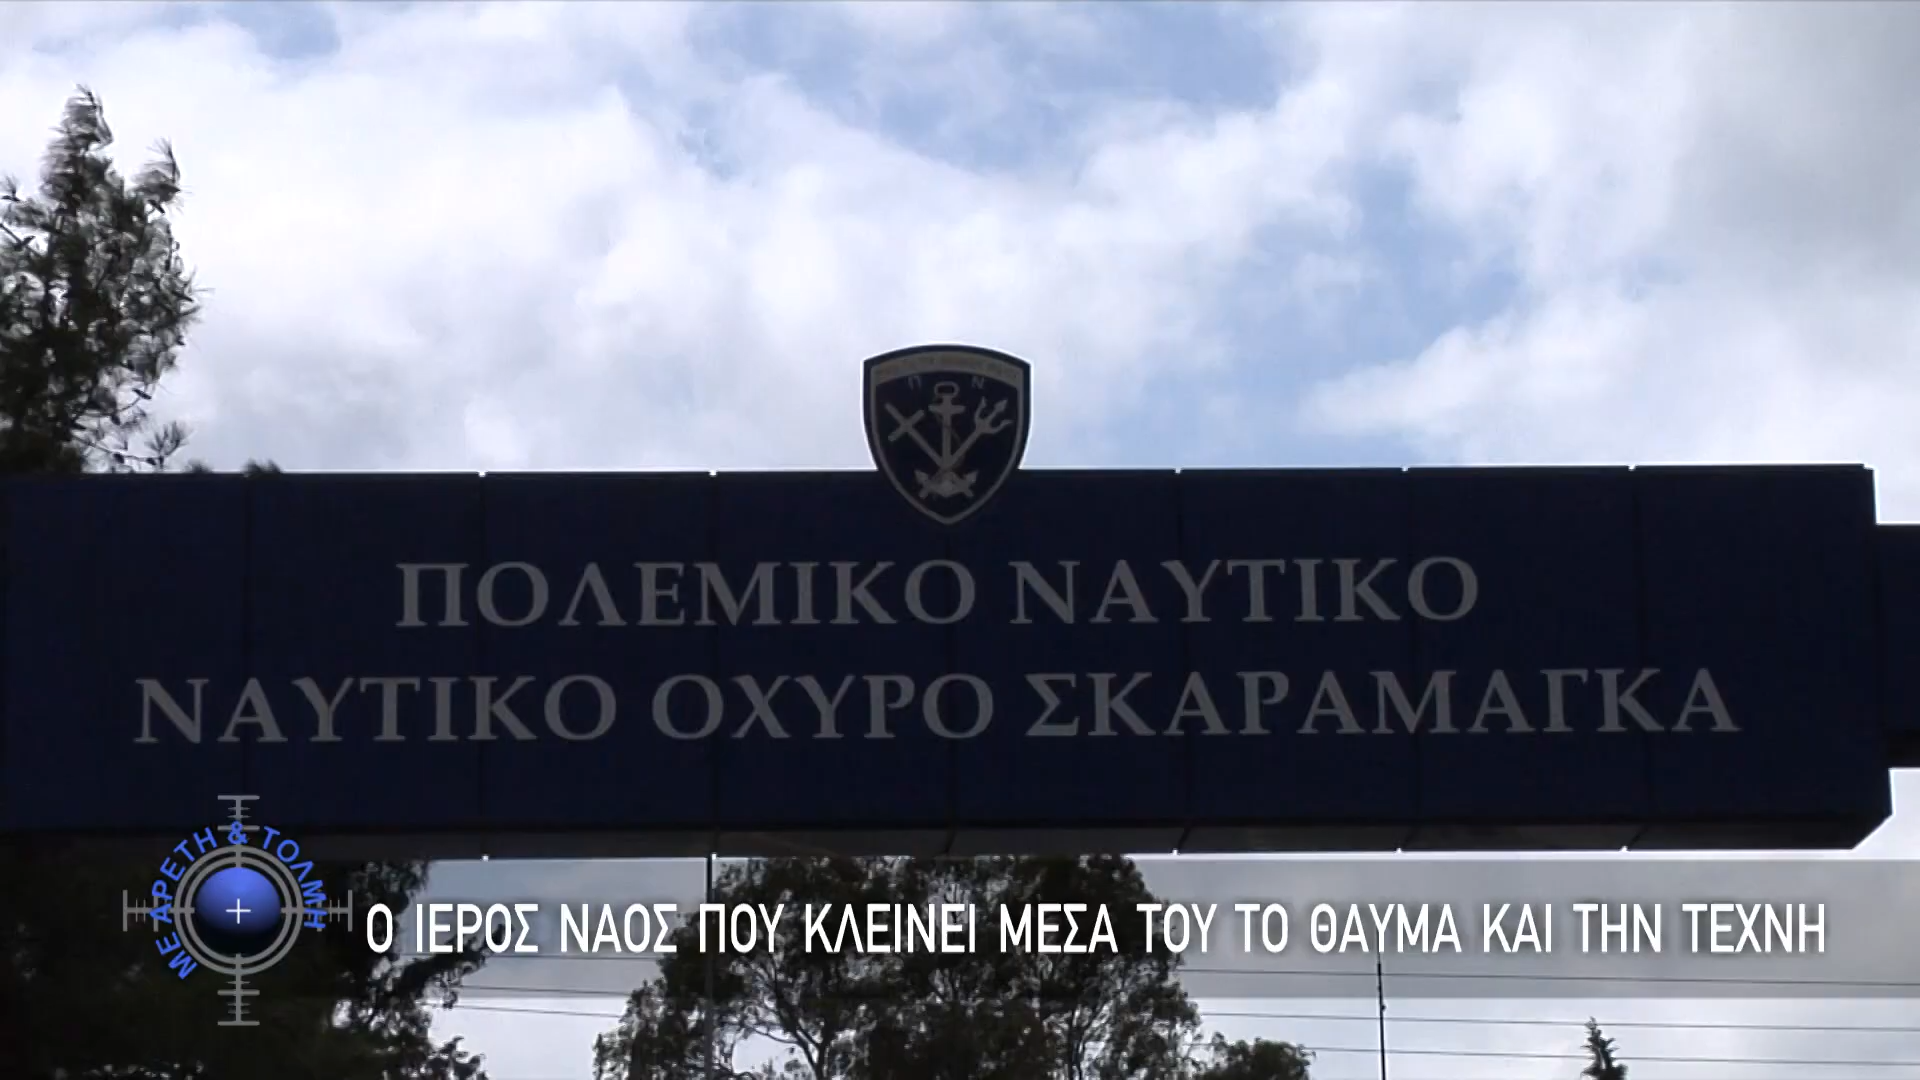 Π Ν
ΠΟΛΕΜΙΚΟ ΝΑΥΤΙΚΟ
ΝΑΥΤΙΚΟ ΟΧΥΡΟ ΣΚΑΡΑΜΑΓΚΑ
ΜΕ ΑΡΕΤΗ & ΤΟΛΜΗ
Ο ΙΕΡΟΣ ΝΑΟΣ ΠΟΥ ΚΛΕΙΝΕΙ ΜΕΣΑ ΤΟΥ ΤΟ ΘΑΥΜΑ ΚΑΙ ΤΗΝ ΤΕΧΝΗ